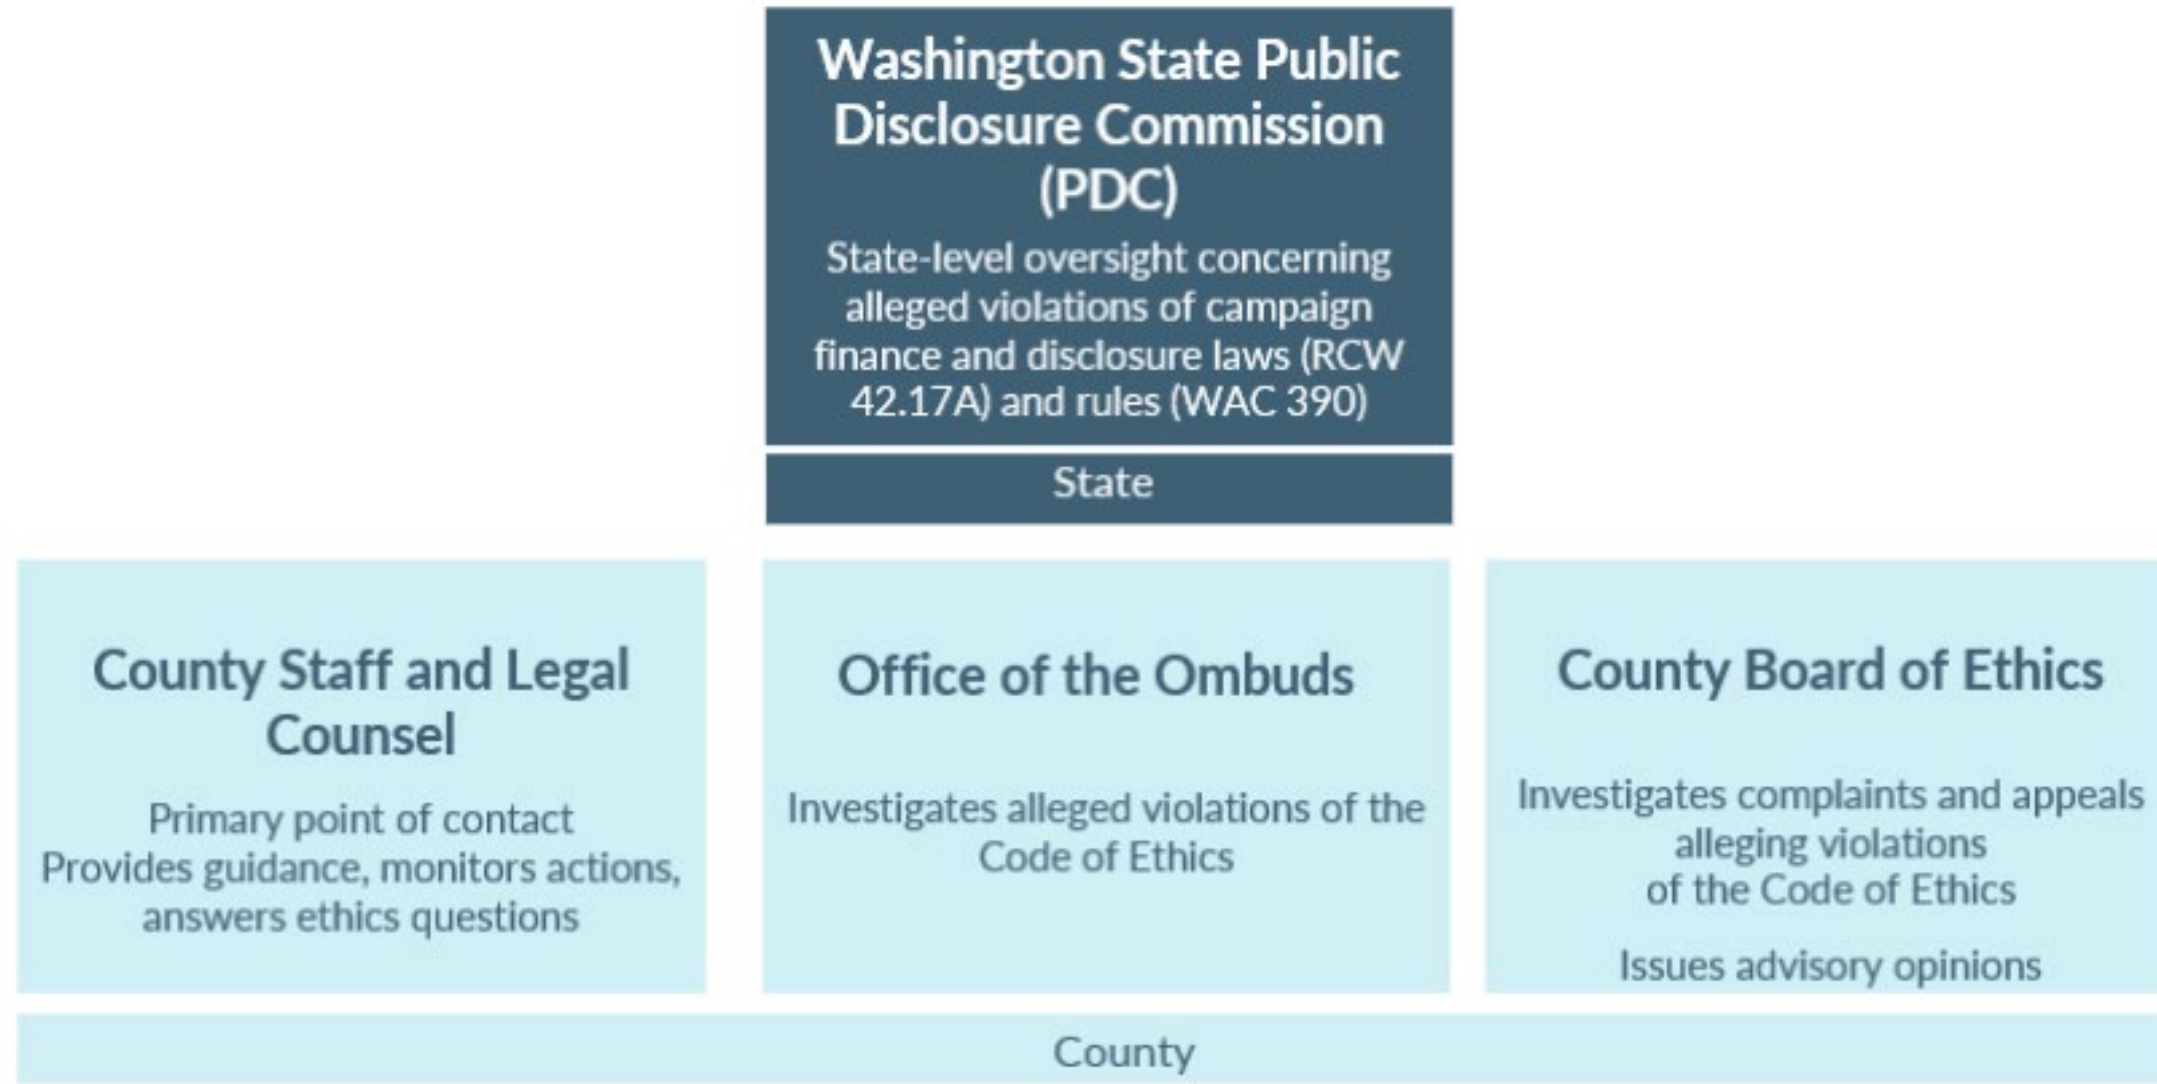 Washington State Public
Disclosure Commission
(PDC)
State-level oversight concerning
alleged violations of campaign
finance and disclosure laws (RCW
42.17A) and rules (WAC 390)
State
County Staff and Legal
Counsel
Primary point of contact
Provides guidance, monitors actions,
answers ethics questions
Office of the Ombuds
Investigates alleged violations of the
Code of Ethics
County Board of Ethics
Investigates complaints and appeals
alleging violations
of the Code of Ethics
Issues advisory opinions
County